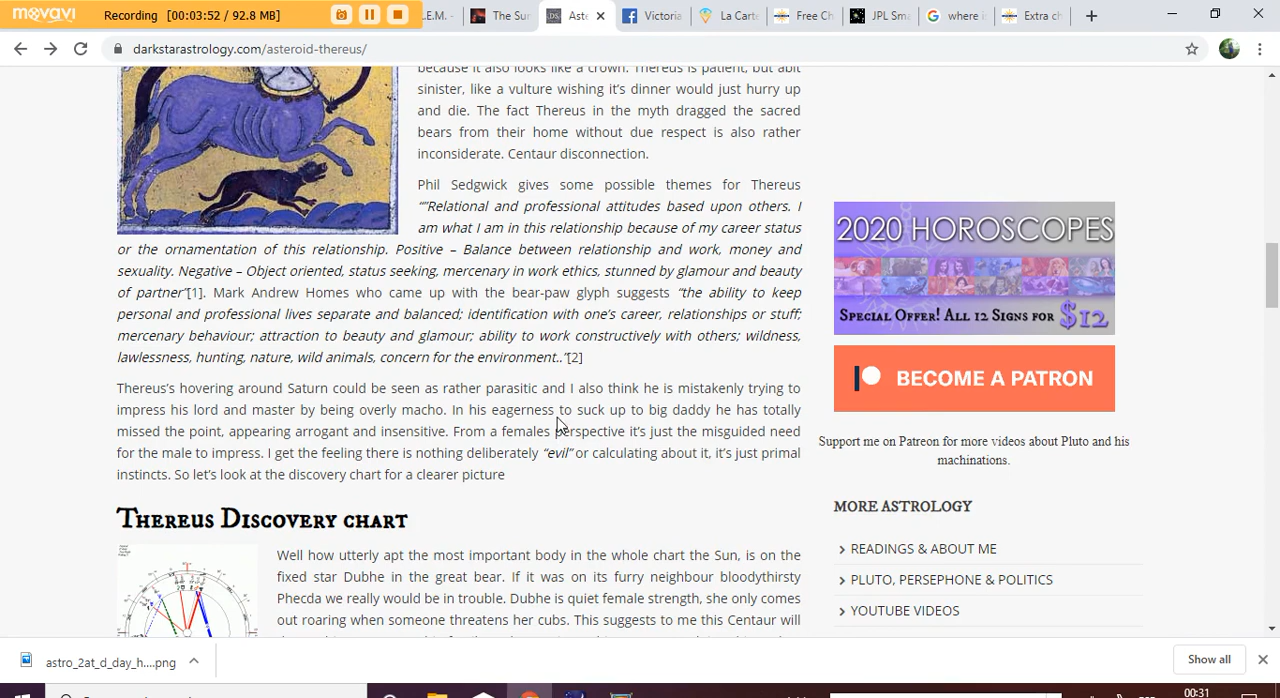 movavi
Recording [00:03:52 / 92.8 MB]
.E.M. -
The Su
Aste
Victoria
La Carte
Free Ch
JPL Sma
where i
Extra ch
darkstarastrology.com/asteroid-thereus/
because it also looks like a crown. Thereus is patient, but abit
sinister, like a vulture wishing it's dinner would just hurry up
and die. The fact Thereus in the myth dragged the sacred
bears from their home without due respect is also rather
inconsiderate. Centaur disconnection.
Phil Sedgwick gives some possible themes for Thereus
""Relational and professional attitudes based upon others. I
am what I am in this relationship because of my career status
or the ornamentation of this relationship. Positive – Balance between relationship and work, money and
sexuality. Negative – Object oriented, status seeking, mercenary in work ethics, stunned by glamour and beauty
of partner"[1]. Mark Andrew Homes who came up with the bear-paw glyph suggests "the ability to keep
personal and professional lives separate and balanced; identification with one's career, relationships or stuff;
mercenary behaviour; attraction to beauty and glamour; ability to work constructively with others; wildness,
lawlessness, hunting, nature, wild animals, concern for the environment.."[2]
Thereus's hovering around Saturn could be seen as rather parasitic and I also think he is mistakenly trying to
impress his lord and master by being overly macho. In his eagerness to suck up to big daddy he has totally
missed the point, appearing arrogant and insensitive. From a females perspective it's just the misguided need
for the male to impress. I get the feeling there is nothing deliberately "evil" or calculating about it, it's just primal
instincts. So let's look at the discovery chart for a clearer picture
Thereus Discovery chart
Well how utterly apt the most important body in the whole chart the Sun, is on the
fixed star Dubhe in the great bear. If it was on its furry neighbour bloodythirsty
Phecda we really would be in trouble. Dubhe is quiet female strength, she only comes
out roaring when someone threatens her cubs. This suggests to me this Centaur will
2020 HOROSCOPES
Special Offer! All 12 Signs for $12
BECOME A PATRON
Support me on Patreon for more videos about Pluto and his
machinations.
MORE ASTROLOGY
READINGS & ABOUT ME
PLUTO, PERSEPHONE & POLITICS
YOUTUBE VIDEOS
astro_2at_d_day_h....png
Show all
00:31